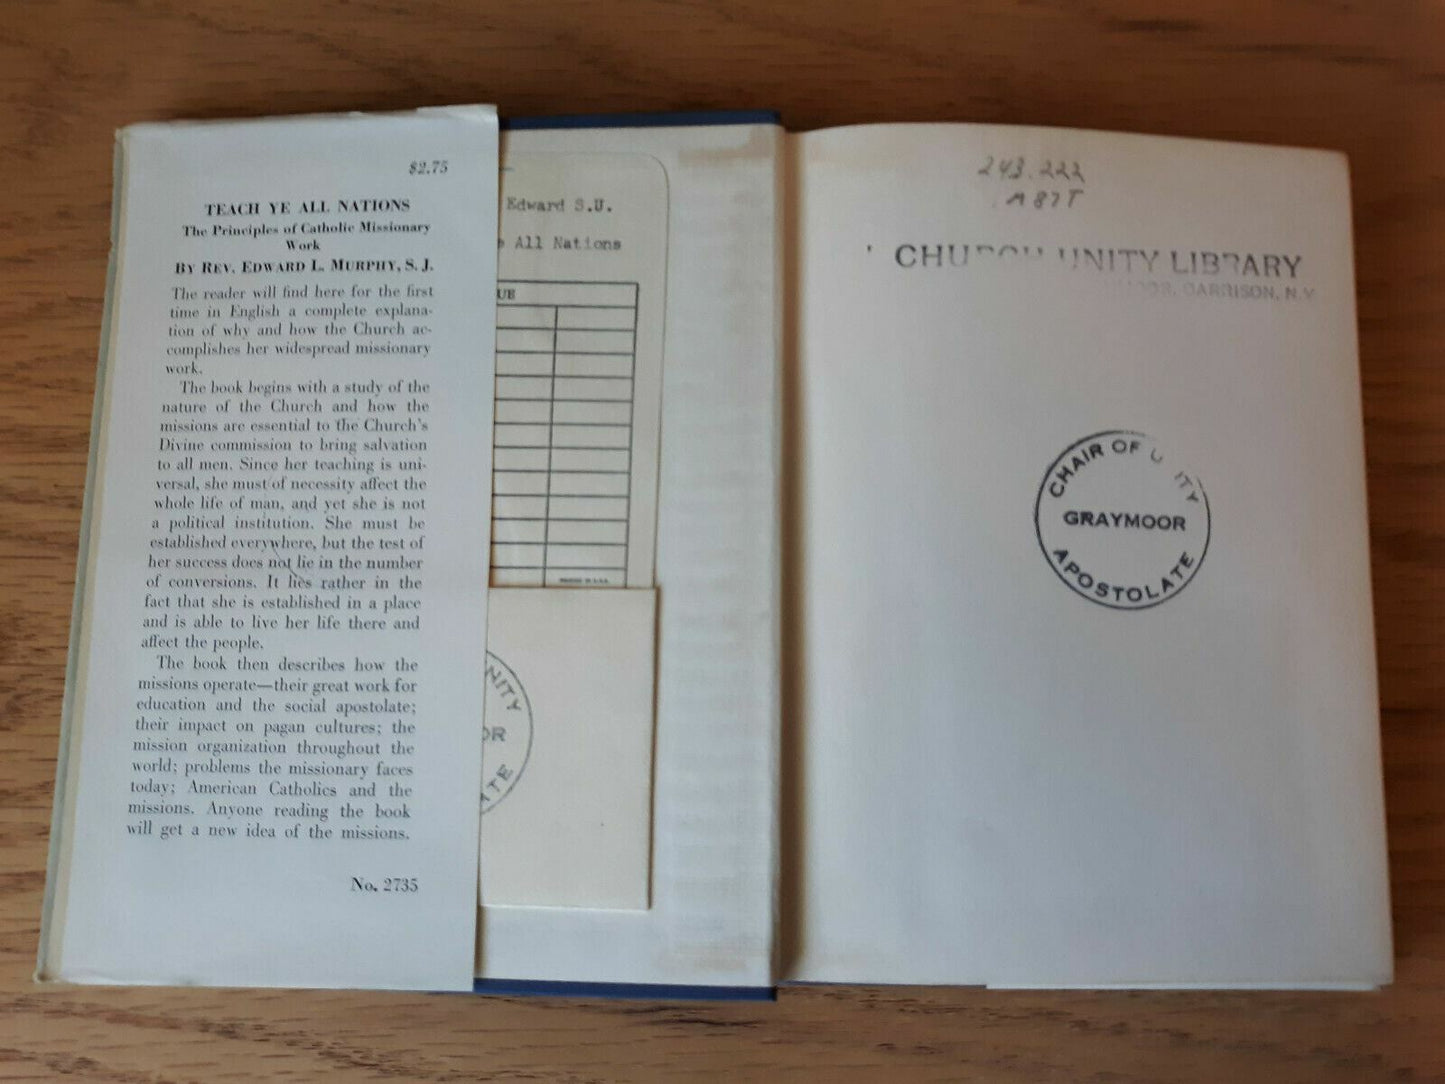 $2.75
TEACH YE ALL NATIONS
The Principles of Catholic Missionary
Work
BY REV. EDWARD L. MURPHY, S. J.
The reader will find here for the first
time in English a complete explana-
tion of why and how the Church ac-
complishes her widespread missionary
work.
The book begins with a study of the
nature of the Church and how the
missions are essential to the Church's
Divine commission to bring salvation
to all men. Since her teaching is uni-
versal, she must of necessity affect the
whole life of man, and yet she is not
a political institution. She must be
established everywhere, but the test of
her success does not lie in the number
of conversions. It lies rather in the
fact that she is established in a place
and is able to live her life there and
affect the people.
The book then describes how the
missions operate—their great work for
education and the social apostolate;
their impact on pagan cultures; the
mission organization throughout the
world; problems the missionary faces
today; American Catholics and the
missions. Anyone reading the book
will get a new idea of the missions.
No. 2735
Edward S.U.
All Nations
UE
PRINTED IN U.S.A.
NITY
OR
ATE
243.222
CHURCH UNITY LIBRARY
GARRISON, N.Y.
CHAIR OF UNITY
GRAYMOOR
APOSTOLATE